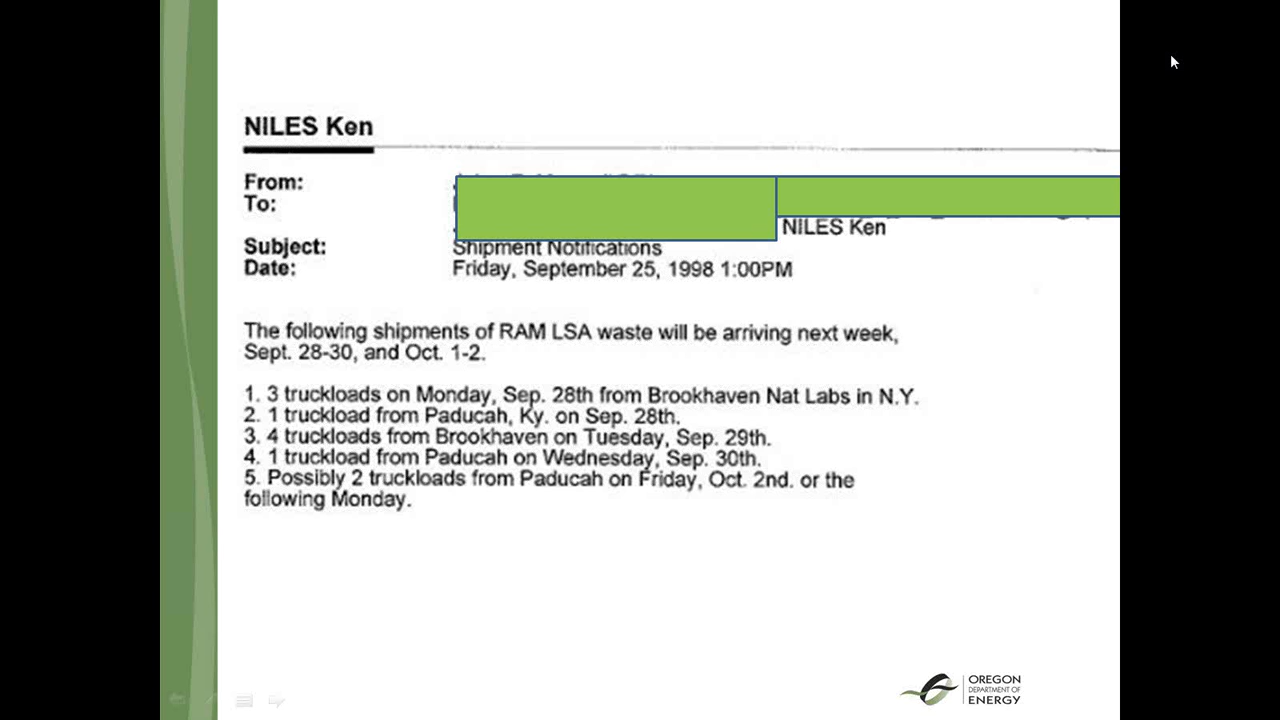 NILES Ken
From:
To:
NILES Ken
Subject: Shipment Notifications
Date: Friday, September 25, 1998 1:00PM
The following shipments of RAM LSA waste will be arriving next week,
Sept. 28-30, and Oct. 1-2.
1. 3 truckloads on Monday, Sep. 28th from Brookhaven Nat Labs in N.Y.
2. 1 truckload from Paducah, Ky. on Sep. 28th.
3. 4 truckloads from Brookhaven on Tuesday, Sep. 29th.
4. 1 truckload from Paducah on Wednesday, Sep. 30th.
5. Possibly 2 truckloads from Paducah on Friday, Oct. 2nd. or the
following Monday.
OREGON
DEPARTMENT OF
ENERGY